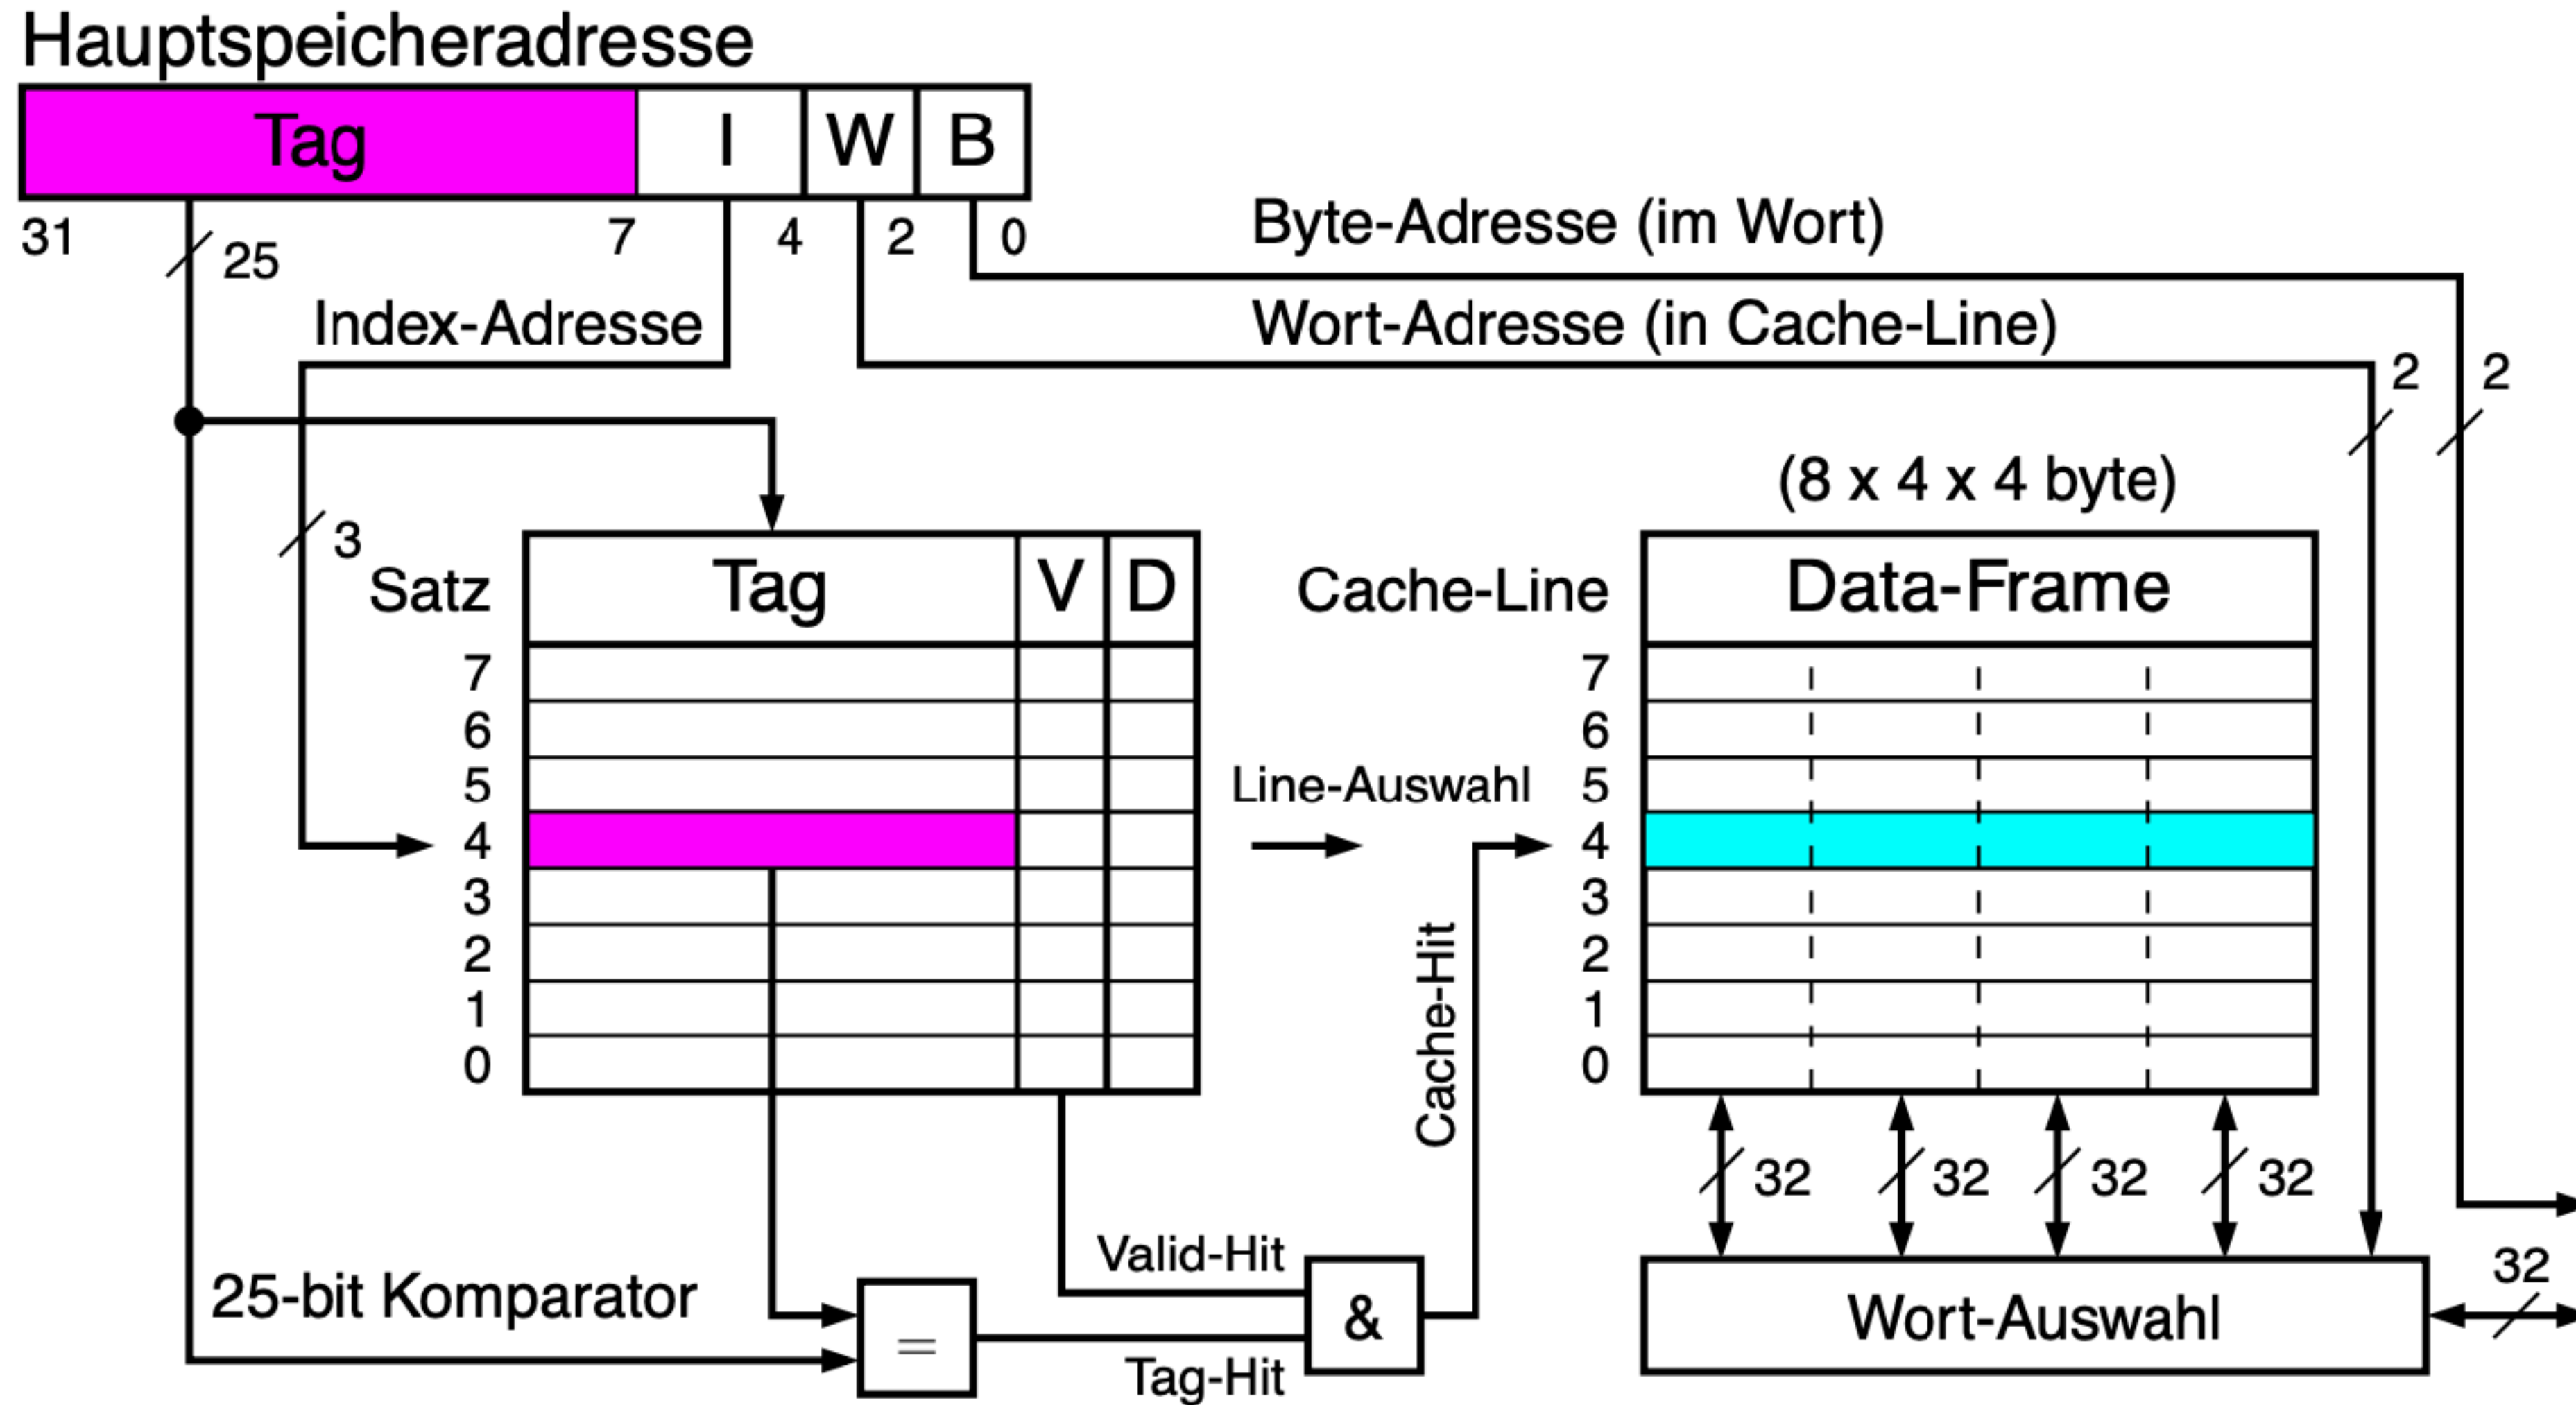 Hauptspeicheradresse
Tag I W B
31 7 4 2 0
25
Byte-Adresse (im Wort)
Index-Adresse
Wort-Adresse (in Cache-Line)
2 2
3
(8 x 4 x 4 byte)
Satz
Tag V D
Cache-Line
Data-Frame
7
6
5
4
3
2
1
0
Line-Auswahl
Cache-Hit
7
6
5
4
3
2
1
0
32 32 32 32
Valid-Hit
25-bit Komparator
=
&
Tag-Hit
Wort-Auswahl
32